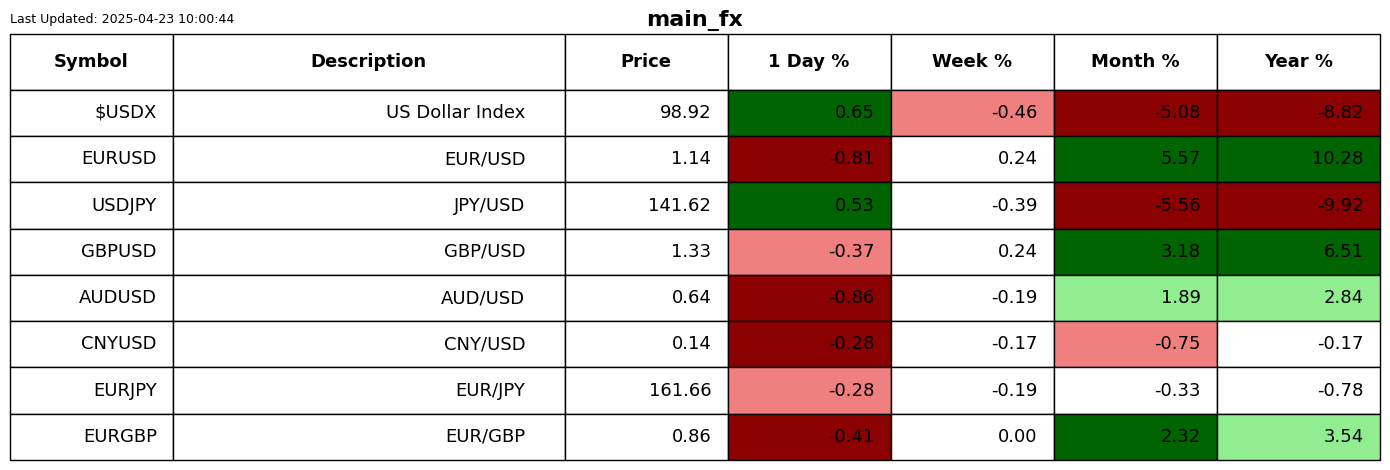 Last Updated: 2025-04-23 10:00:44
main_fx
Symbol Description Price 1 Day % Week % Month % Year %
$USDX US Dollar Index 98.92 0.65 -0.46 -5.08 -8.82
EURUSD EUR/USD 1.14 -0.81 0.24 5.57 10.28
USDJPY JPY/USD 141.62 0.53 -0.39 -5.56 -9.92
GBPUSD GBP/USD 1.33 -0.37 0.24 3.18 6.51
AUDUSD AUD/USD 0.64 -0.86 -0.19 1.89 2.84
CNYUSD CNY/USD 0.14 -0.28 -0.17 -0.75 -0.17
EURJPY EUR/JPY 161.66 -0.28 -0.19 -0.33 -0.78
EURGBP EUR/GBP 0.86 -0.41 0.00 2.32 3.54